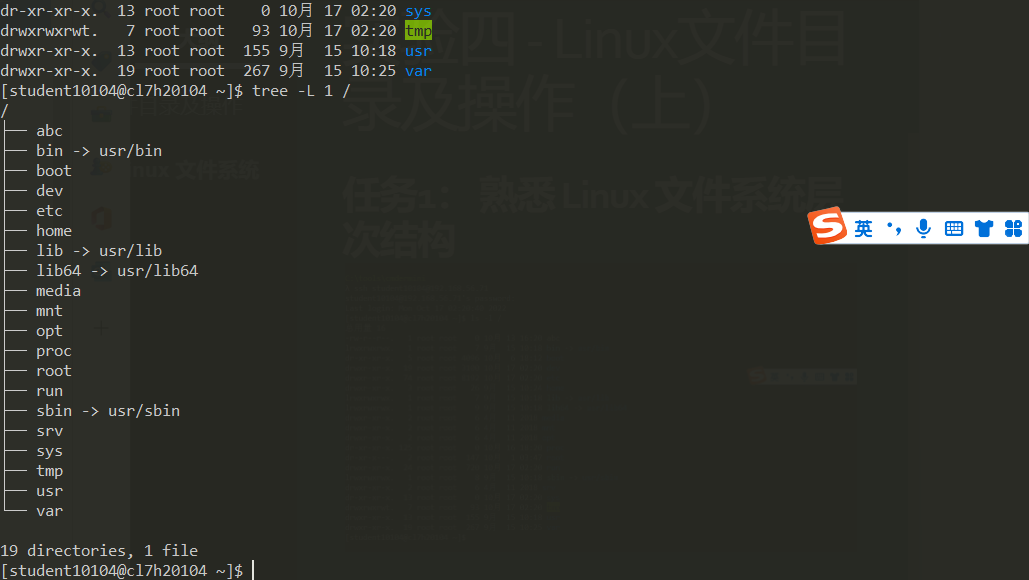 dr-xr-xr-x.  13 root root    0 10月  17 02:20 sys
drwxrwxrwt.   7 root root   93 10月  17 02:20 tmp
drwxr-xr-x.  13 root root  155 9月   15 10:18 usr
drwxr-xr-x.  19 root root  267 9月   15 10:25 var
[student10104@cl7h20104 ~]$ tree -L 1 /
/
├── abc
├── bin -> usr/bin
├── boot
├── dev
├── etc
├── home
├── lib -> usr/lib
├── lib64 -> usr/lib64
├── media
├── mnt
├── opt
├── proc
├── root
├── run
├── sbin -> usr/sbin
├── srv
├── sys
├── tmp
├── usr
└── var
19 directories, 1 file
[student10104@cl7h20104 ~]$
验四 - Linux文件目
录及操作（上）
任务1： 熟悉 Linux 文件系统层
次结构
文件系统
S 英